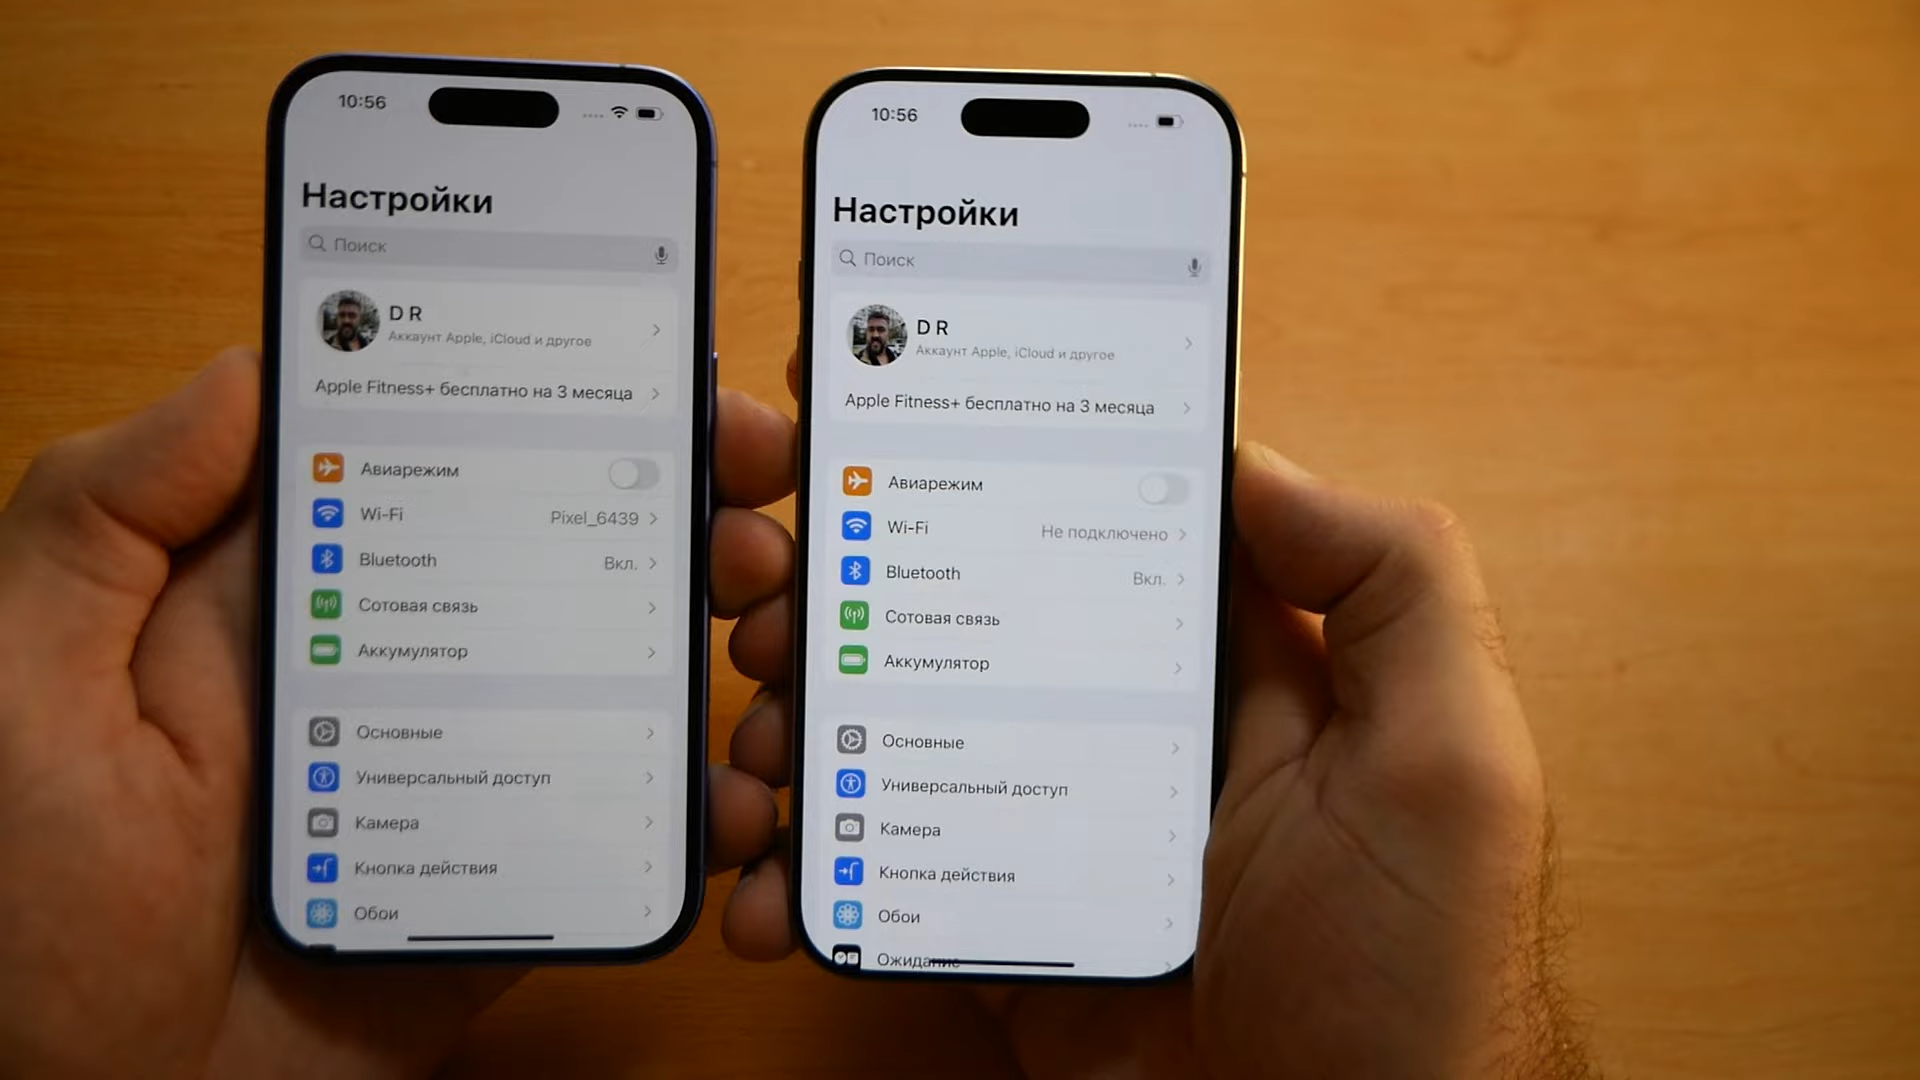 10:56
Настройки
Поиск
D R
Аккаунт Apple, iCloud и другое
Apple Fitness+ бесплатно на 3 месяца
Авиарежим
Wi-Fi Pixel_6439
Bluetooth Вкл.
Сотовая связь
Аккумулятор
Основные
Универсальный доступ
Камера
Кнопка действия
Обои
10:56
Настройки
Поиск
D R
Аккаунт Apple, iCloud и другое
Apple Fitness+ бесплатно на 3 месяца
Авиарежим
Wi-Fi Не подключено
Bluetooth Вкл.
Сотовая связь
Аккумулятор
Основные
Универсальный доступ
Камера
Кнопка действия
Обои
Ожидание